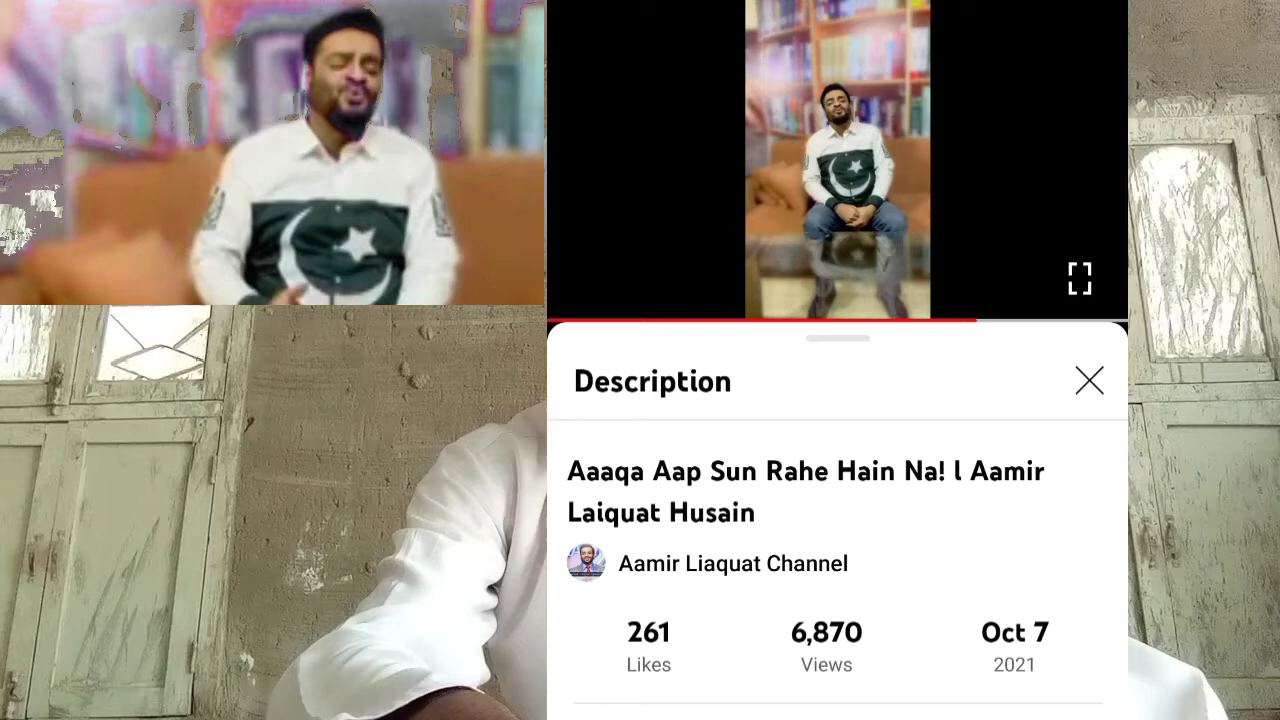 Description
Aaaqa Aap Sun Rahe Hain Na! l Aamir
Laiquat Husain
Aamir Liaquat Channel
261
Likes
6,870
Views
Oct 7
2021